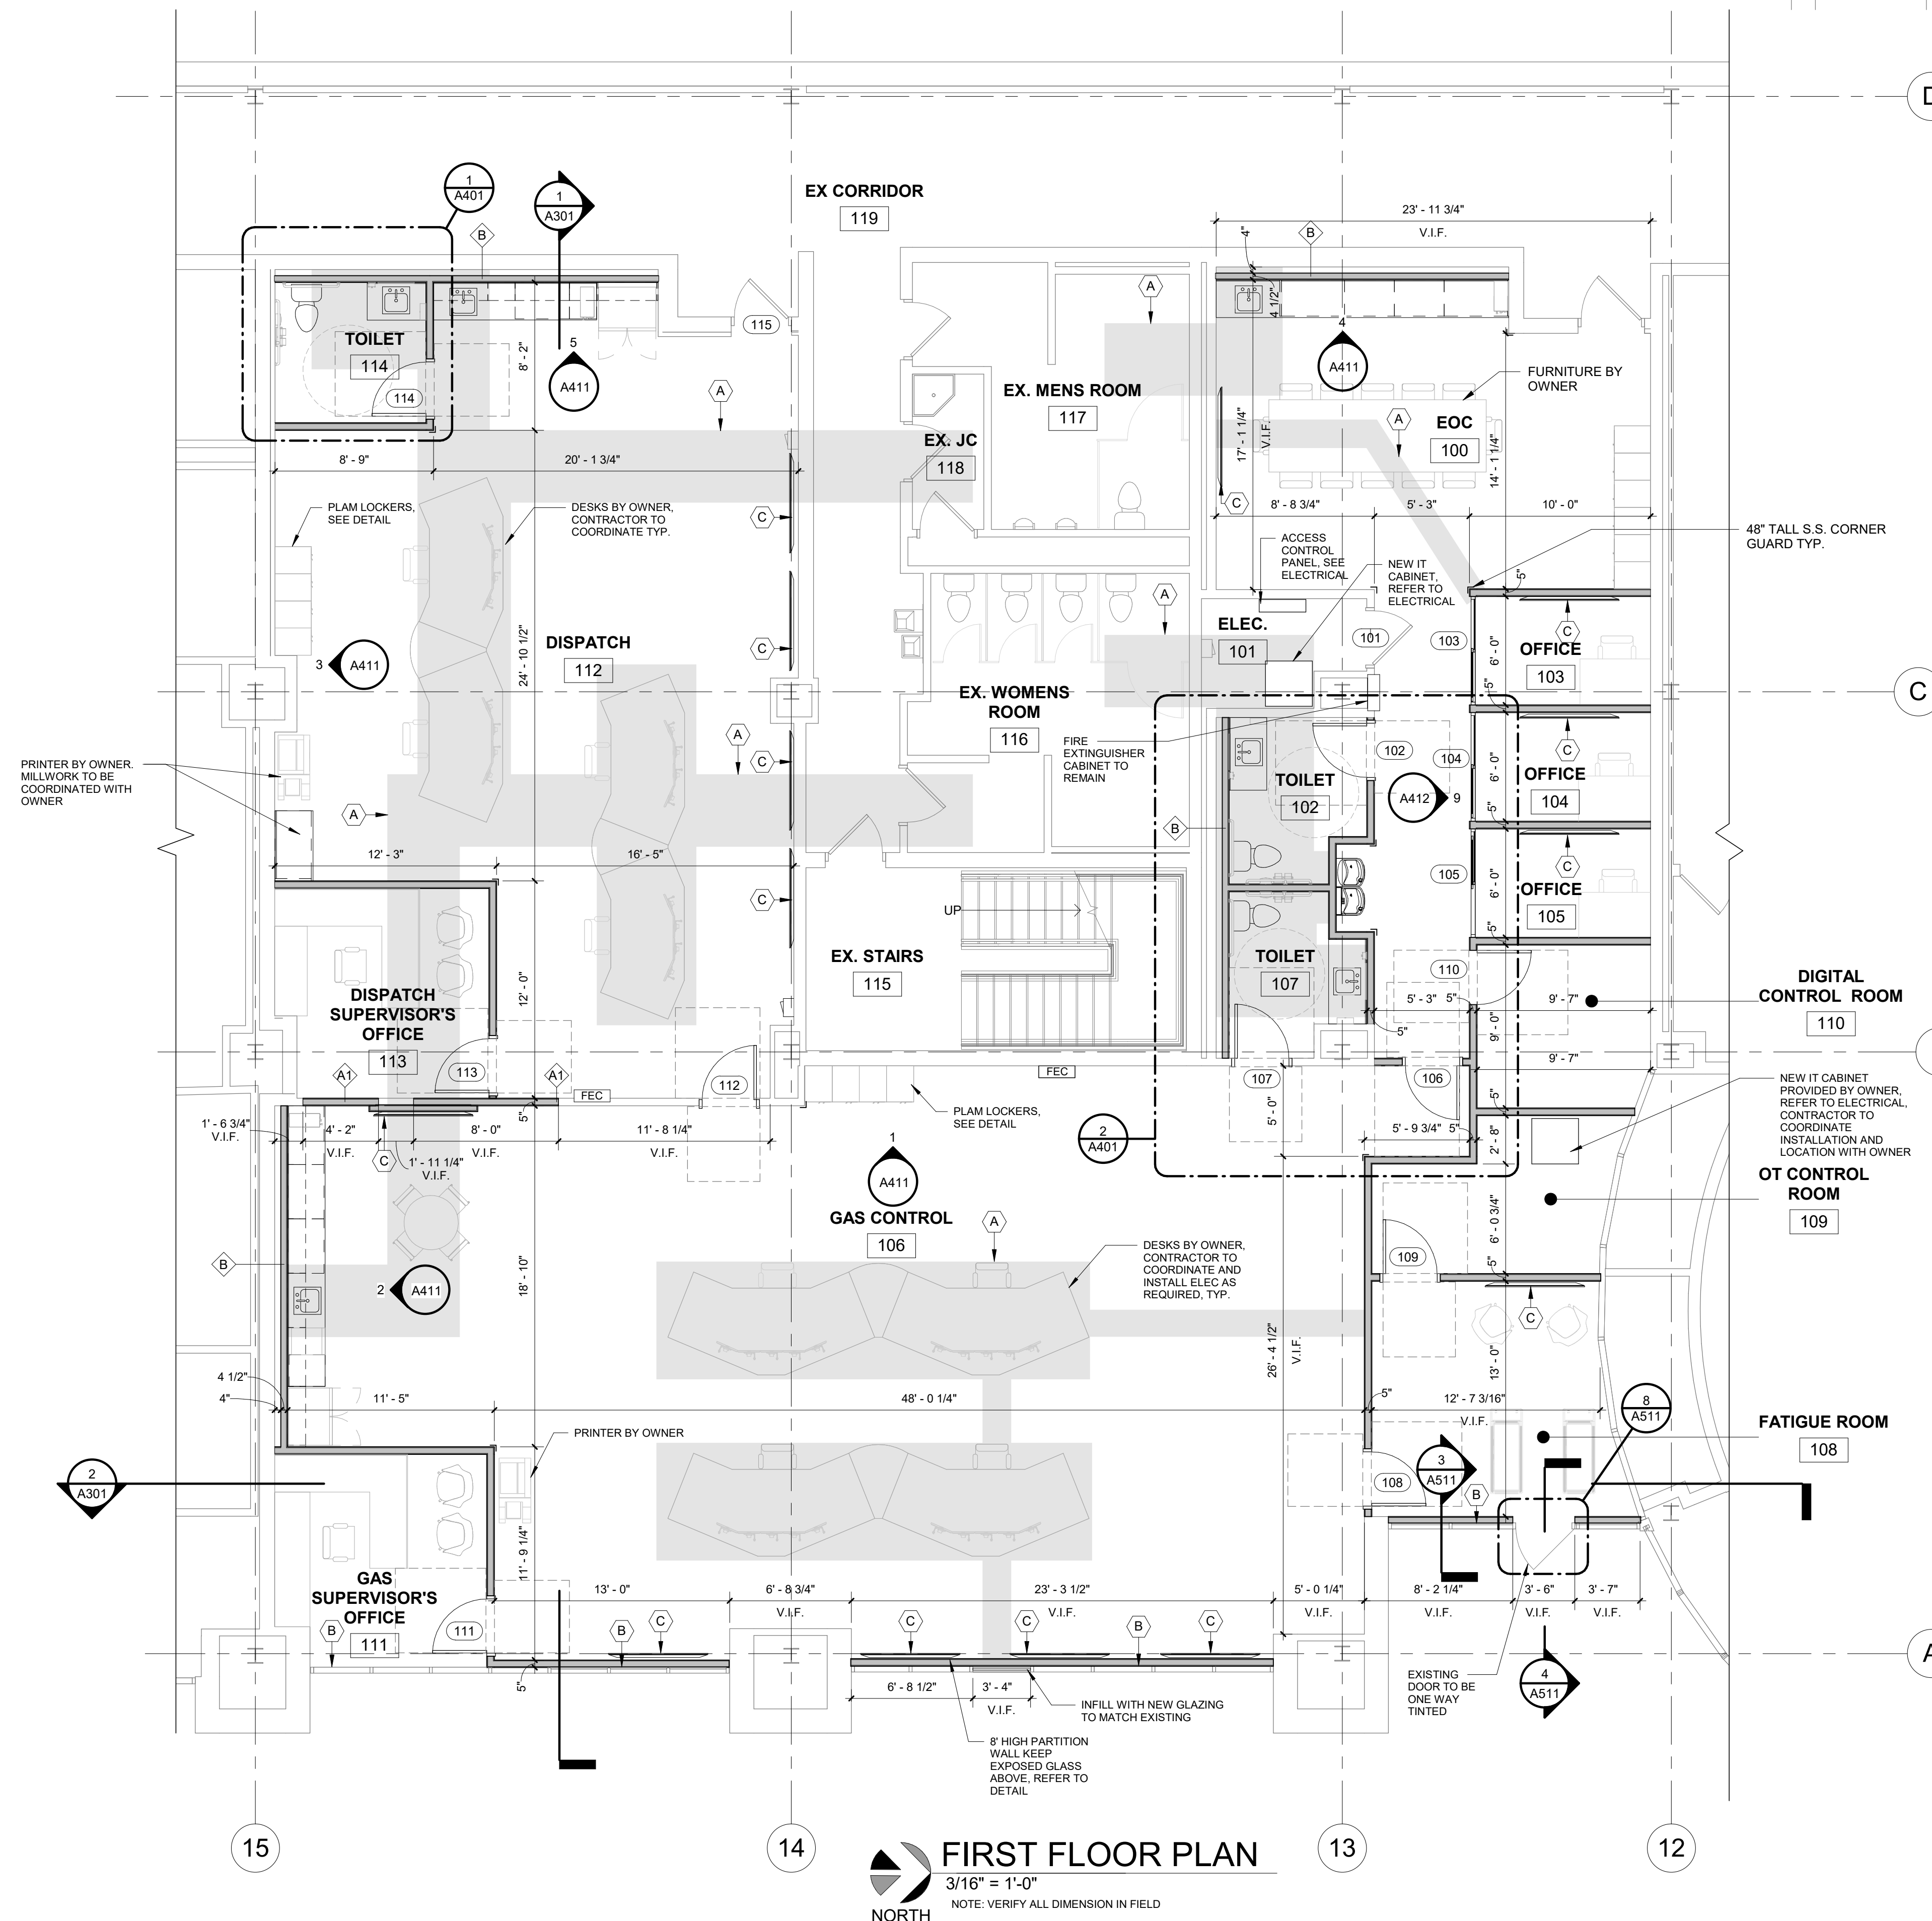 D
1
A401
1
A301
EX CORRIDOR
119
23' - 11 3/4"
V.I.F.
4"
B
B
A
4 1/2"
TOILET
114
114
8' - 2"
5
A411
115
A
EX. MENS ROOM
117
4
A411
FURNITURE BY
OWNER
A
EOC
100
17' - 1 1/4"
V.I.F.
14' - 1 1/4"
EX. JC
118
8' - 9"
20' - 1 3/4"
PLAM LOCKERS,
SEE DETAIL
DESKS BY OWNER,
CONTRACTOR TO
COORDINATE TYP.
C
C
8' - 8 3/4"
5' - 3"
10' - 0"
48" TALL S.S. CORNER
GUARD TYP.
ACCESS
CONTROL
PANEL, SEE
ELECTRICAL
NEW IT
CABINET,
REFER TO
ELECTRICAL
5"
A
24' - 10 1/2"
DISPATCH
112
3
A411
C
ELEC.
101
101
103
6' - 0"
C
OFFICE
103
5"
C
EX. WOMENS
ROOM
116
FIRE
EXTINGUISHER
CABINET TO
REMAIN
A
C
102
104
C
6' - 0"
OFFICE
104
5"
TOILET
102
A412
9
PRINTER BY OWNER.
MILLWORK TO BE
COORDINATED WITH
OWNER
A
B
12' - 3"
16' - 5"
C
105
C
6' - 0"
OFFICE
105
5"
UP
EX. STAIRS
115
TOILET
107
110
DIGITAL
CONTROL ROOM
110
5' - 3"
5"
9' - 7"
5"
9' - 0"
9' - 7"
12' - 0"
DISPATCH
SUPERVISOR'S
OFFICE
113
113
A1
A1
FEC
112
FEC
107
106
5"
NEW IT CABINET
PROVIDED BY OWNER,
REFER TO ELECTRICAL,
CONTRACTOR TO
COORDINATE
INSTALLATION AND
LOCATION WITH OWNER
1' - 6 3/4"
V.I.F.
4' - 2"
V.I.F.
C
1' - 11 1/4"
V.I.F.
8' - 0"
V.I.F.
5"
11' - 8 1/4"
V.I.F.
PLAM LOCKERS,
SEE DETAIL
2
A401
5' - 0"
5' - 9 3/4"
5"
2' - 8"
1
A411
GAS CONTROL
106
A
OT CONTROL
ROOM
109
6' - 0 3/4"
109
5"
C
B
2
A411
18' - 10"
DESKS BY OWNER,
CONTRACTOR TO
COORDINATE AND
INSTALL ELEC AS
REQUIRED, TYP.
26' - 4 1/2"
V.I.F.
13' - 0"
4 1/2"
4"
11' - 5"
48' - 0 1/4"
5"
12' - 7 3/16"
V.I.F.
8
A511
FATIGUE ROOM
108
PRINTER BY OWNER
2
A301
3
A511
108
B
11' - 9 1/4"
GAS
SUPERVISOR'S
OFFICE
111
111
B
13' - 0"
6' - 8 3/4"
V.I.F.
23' - 3 1/2"
V.I.F.
5' - 0 1/4"
V.I.F.
8' - 2 1/4"
V.I.F.
3' - 6"
V.I.F.
3' - 7"
V.I.F.
B
C
C
C
B
C
A
5"
6' - 8 1/2"
3' - 4"
V.I.F.
INFILL WITH NEW GLAZING
TO MATCH EXISTING
EXISTING
DOOR TO BE
ONE WAY
TINTED
4
A511
8' HIGH PARTITION
WALL KEEP
EXPOSED GLASS
ABOVE, REFER TO
DETAIL
15
14
13
12
FIRST FLOOR PLAN
3/16" = 1'-0"
NOTE: VERIFY ALL DIMENSION IN FIELD
NORTH